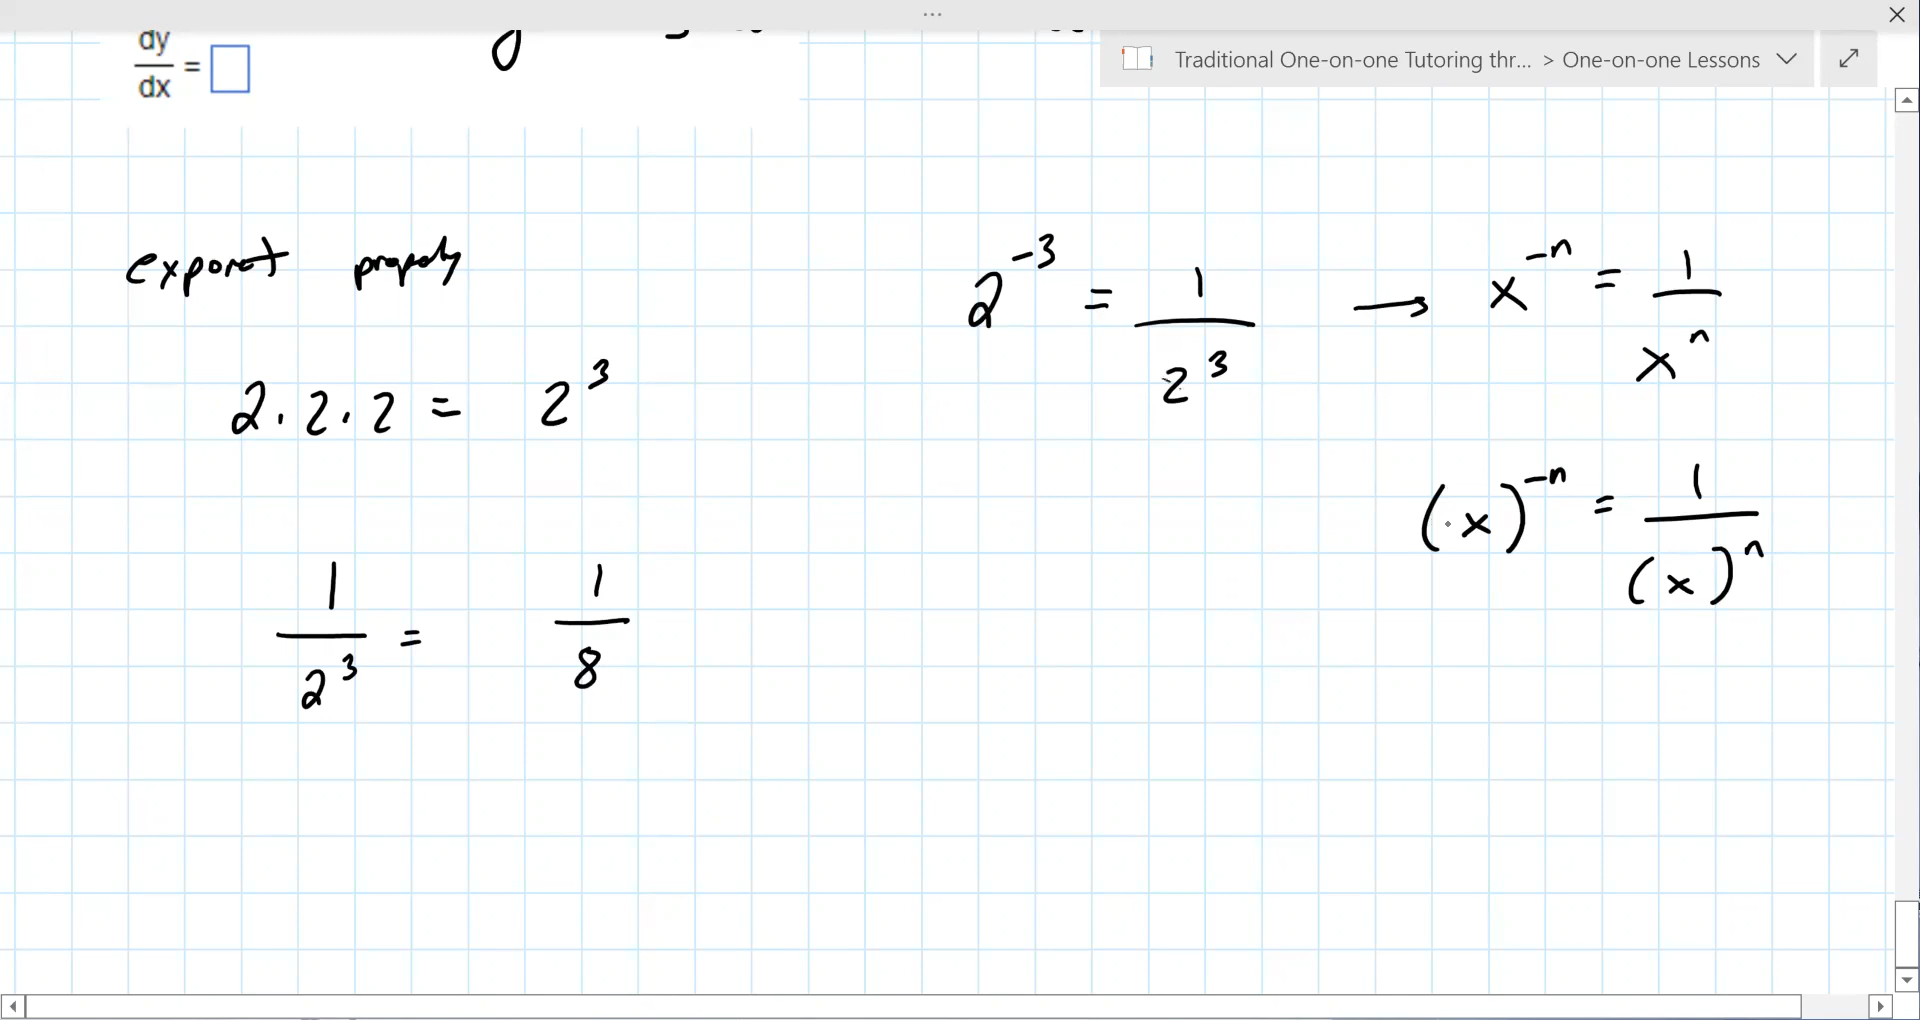 dy
dx
=
Traditional One-on-one Tutoring thr... > One-on-one Lessons
exponent property
2 · 2 · 2 = 2³
1/2³ = 1/8
2⁻³ = 1/2³ → x⁻ⁿ = 1/xⁿ
(x)⁻ⁿ = 1/(x)ⁿ